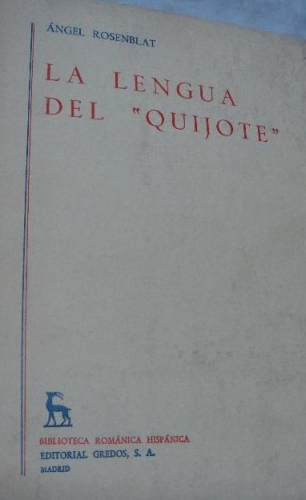 ÁNGEL ROSENBLAT
LA LENGUA
DEL "QUIJOTE"
BIBLIOTECA ROMÁNICA HISPÁNICA
EDITORIAL GREDOS, S. A.
MADRID